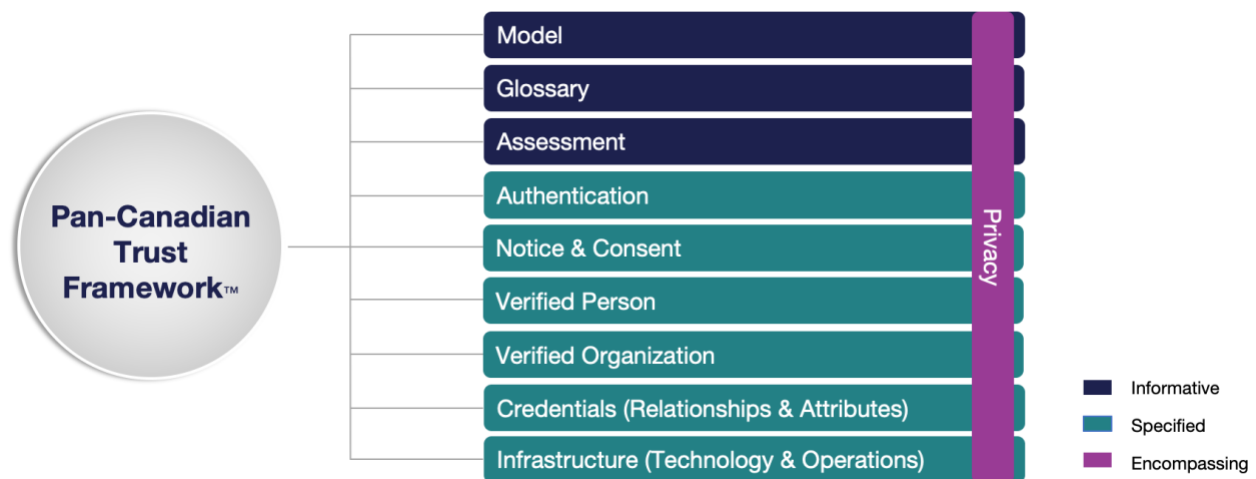 Pan-Canadian
Trust
Framework™
Model
Glossary
Assessment
Authentication
Notice & Consent
Verified Person
Verified Organization
Credentials (Relationships & Attributes)
Infrastructure (Technology & Operations)
Privacy
Informative
Specified
Encompassing